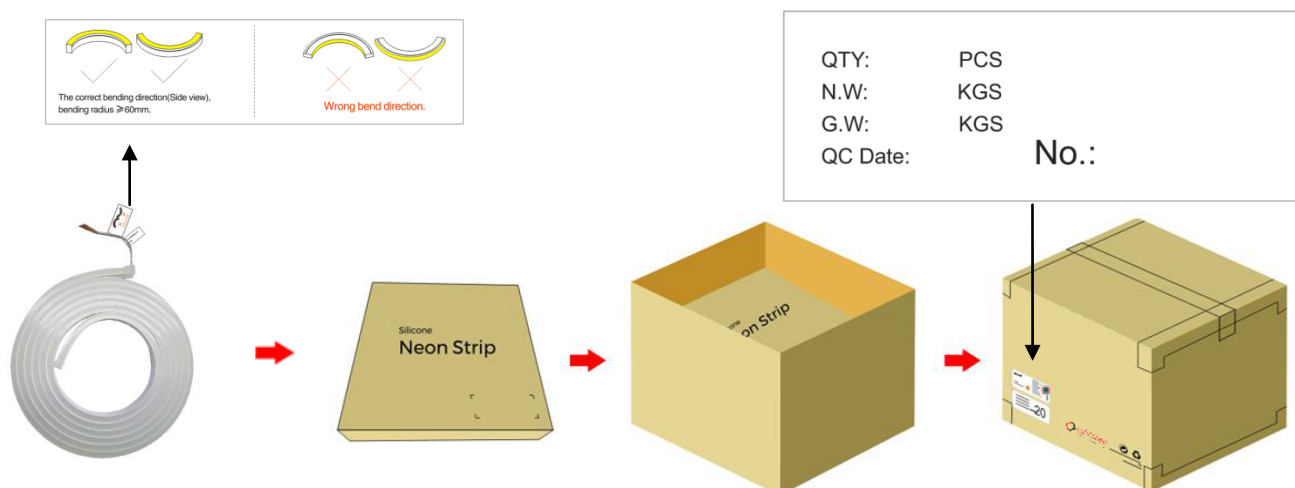 The correct bending direction(Side view),
bending radius ≥60mm.
Wrong bend direction.
QTY: PCS
N.W: KGS
G.W: KGS
QC Date: No.:
Silicone
Neon Strip
one
on Strip
20